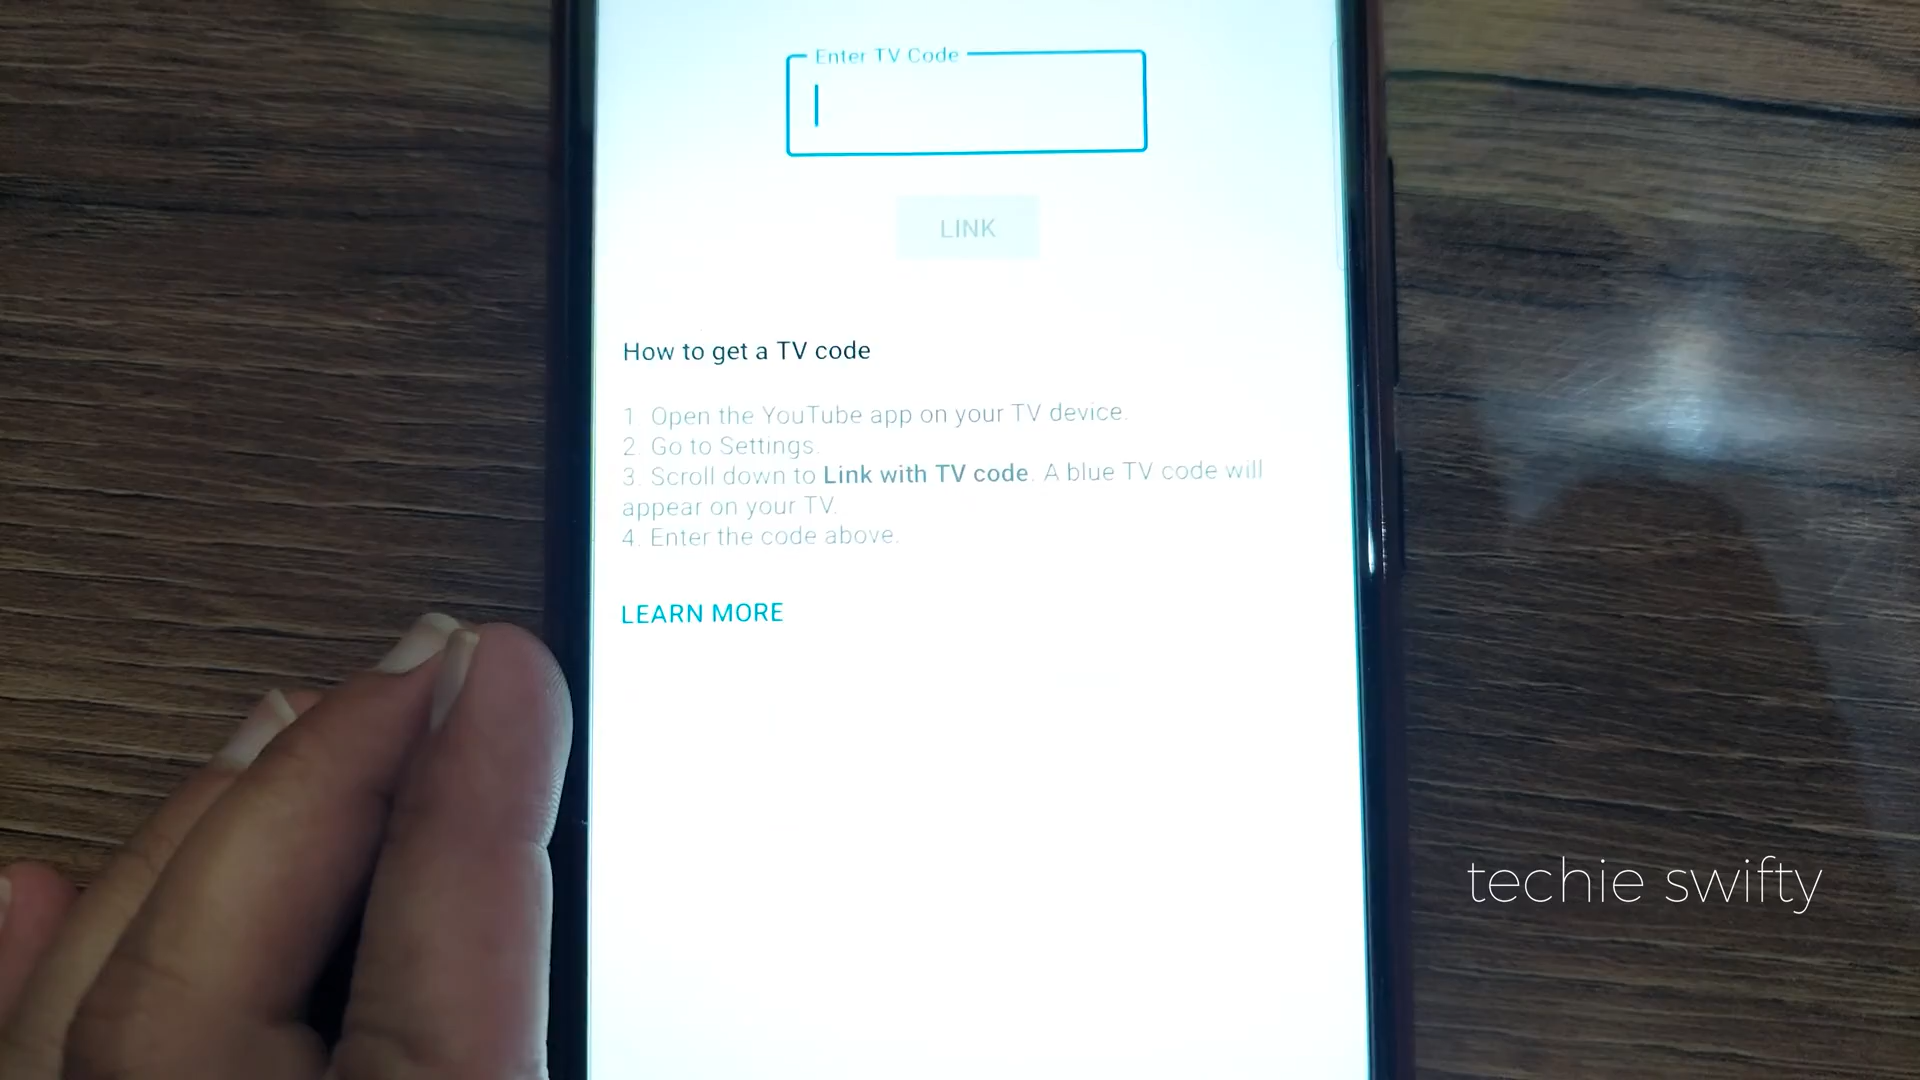 Enter TV Code
LINK
How to get a TV code
1 Open the YouTube app on your TV device.
2. Go to Settings.
3. Scroll down to Link with TV code. A blue TV code will
appear on your TV.
4. Enter the code above.
LEARN MORE
techie swifty